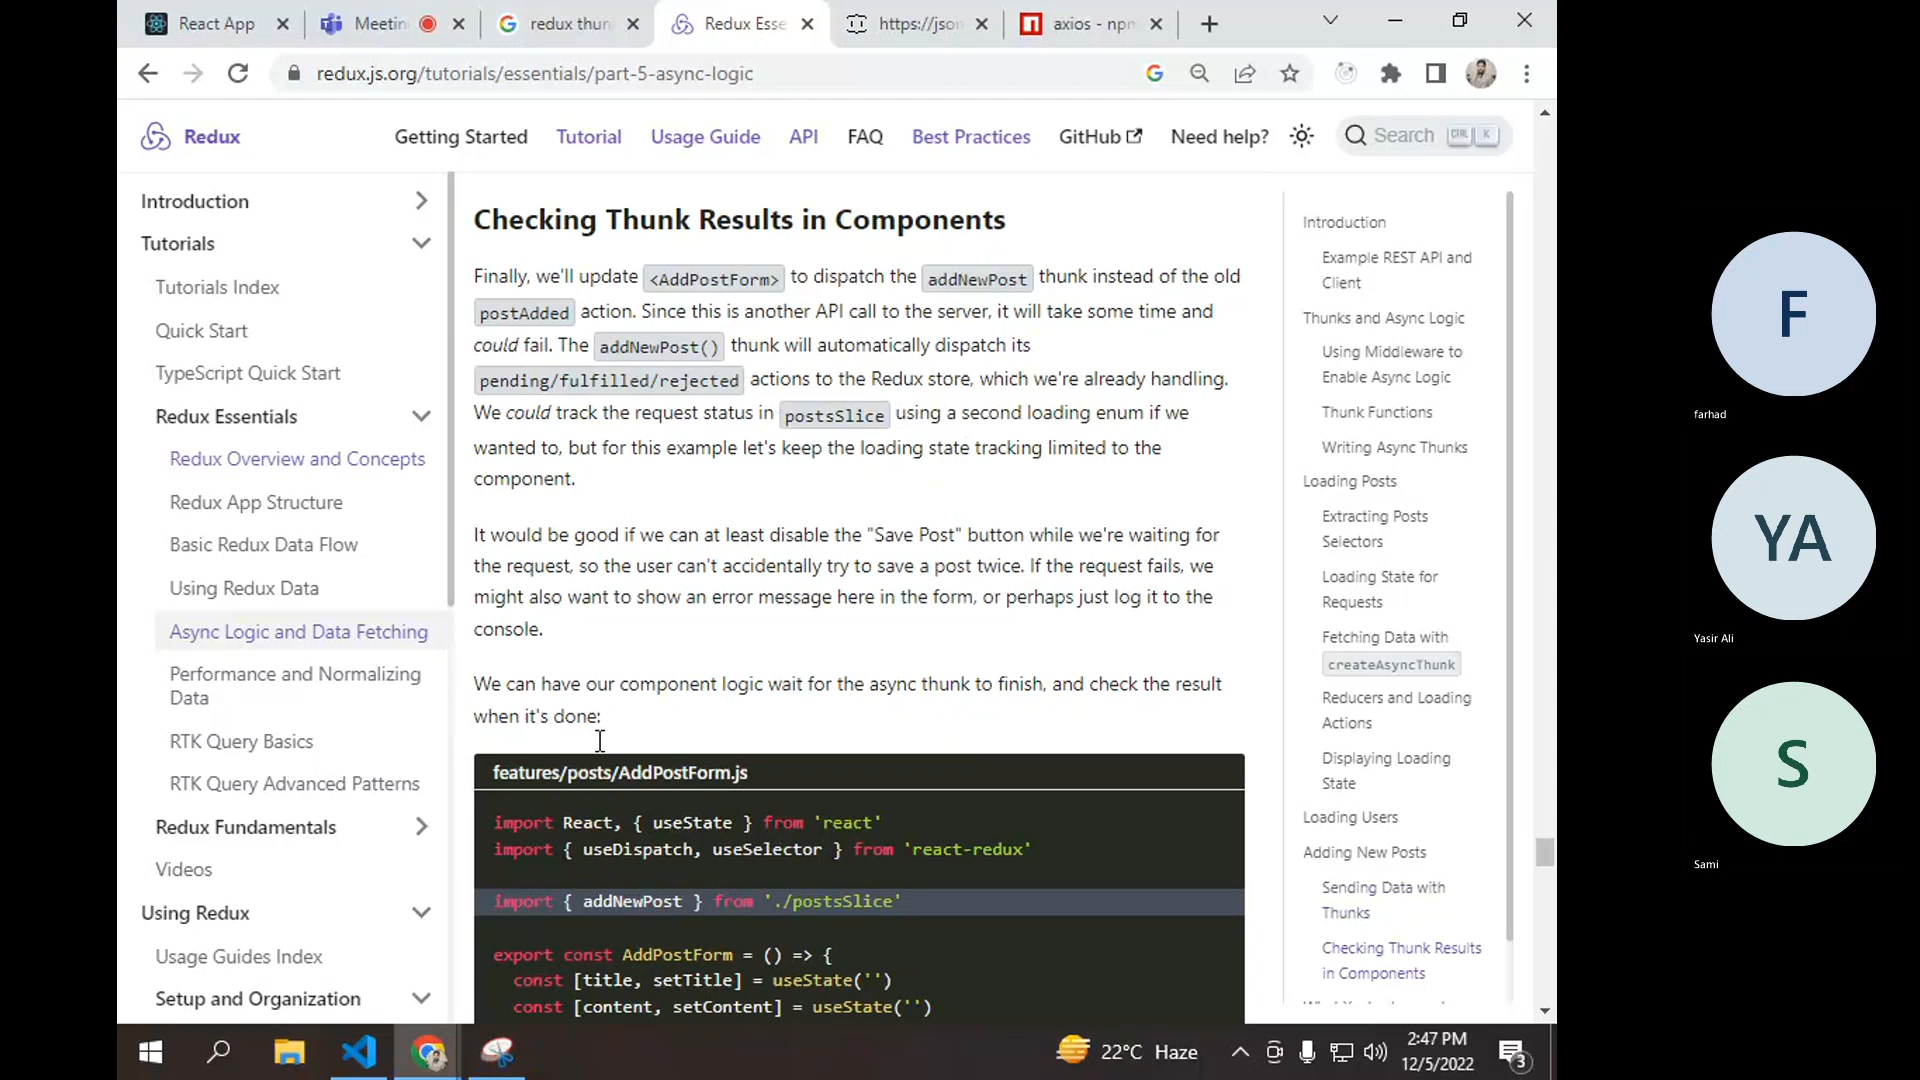 React App
Meetin
redux thun
Redux Esse
https://jso
axios - npm
redux.js.org/tutorials/essentials/part-5-async-logic
Redux
Getting Started
Tutorial
Usage Guide
API
FAQ
Best Practices
GitHub
Need help?
Search
CTRL
K
Introduction
Tutorials
Tutorials Index
Quick Start
TypeScript Quick Start
Redux Essentials
Redux Overview and Concepts
Redux App Structure
Basic Redux Data Flow
Using Redux Data
Async Logic and Data Fetching
Performance and Normalizing
Data
RTK Query Basics
RTK Query Advanced Patterns
Redux Fundamentals
Videos
Using Redux
Usage Guides Index
Setup and Organization
Checking Thunk Results in Components
Finally, we'll update <AddPostForm> to dispatch the addNewPost thunk instead of the old
postAdded action. Since this is another API call to the server, it will take some time and
could fail. The addNewPost() thunk will automatically dispatch its
pending/fulfilled/rejected actions to the Redux store, which we're already handling.
We could track the request status in postsSlice using a second loading enum if we
wanted to, but for this example let's keep the loading state tracking limited to the
component.
It would be good if we can at least disable the "Save Post" button while we're waiting for
the request, so the user can't accidentally try to save a post twice. If the request fails, we
might also want to show an error message here in the form, or perhaps just log it to the
console.
We can have our component logic wait for the async thunk to finish, and check the result
when it's done:
features/posts/AddPostForm.js
import React, { useState } from 'react'
import { useDispatch, useSelector } from 'react-redux'
import { addNewPost } from './postsSlice'
export const AddPostForm = () => {
const [title, setTitle] = useState('')
const [content, setContent] = useState('')
Introduction
Example REST API and
Client
Thunks and Async Logic
Using Middleware to
Enable Async Logic
Thunk Functions
Writing Async Thunks
Loading Posts
Extracting Posts
Selectors
Loading State for
Requests
Fetching Data with
createAsyncThunk
Reducers and Loading
Actions
Displaying Loading
State
Loading Users
Adding New Posts
Sending Data with
Thunks
Checking Thunk Results
in Components
22°C Haze
2:47 PM
12/5/2022
3
F
farhad
YA
Yasir Ali
S
Sami